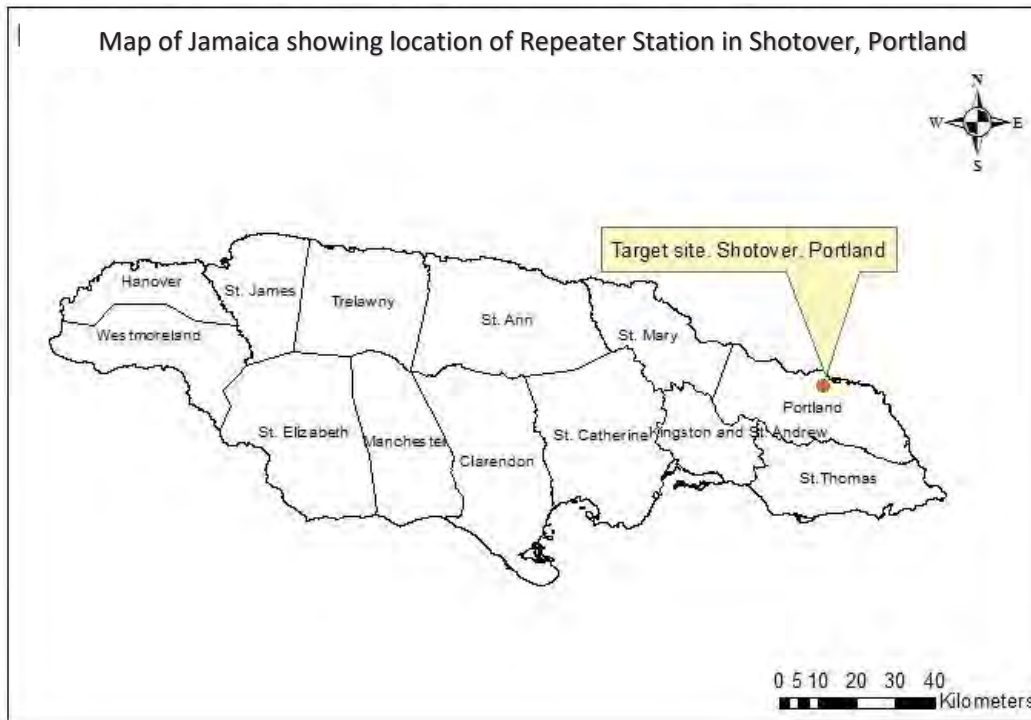 Map of Jamaica showing location of Repeater Station in Shotover, Portland
N
W E
S
Target site. Shotover. Portland
Hanover
St. James
Trelawny
St. Ann
St. Mary
Westmoreland
Portland
St. Elizabeth
Manchester
Clarendon
St. Catherine
Kingston and St. Andrew
St. Thomas
0 5 10 20 30 40
Kilometers